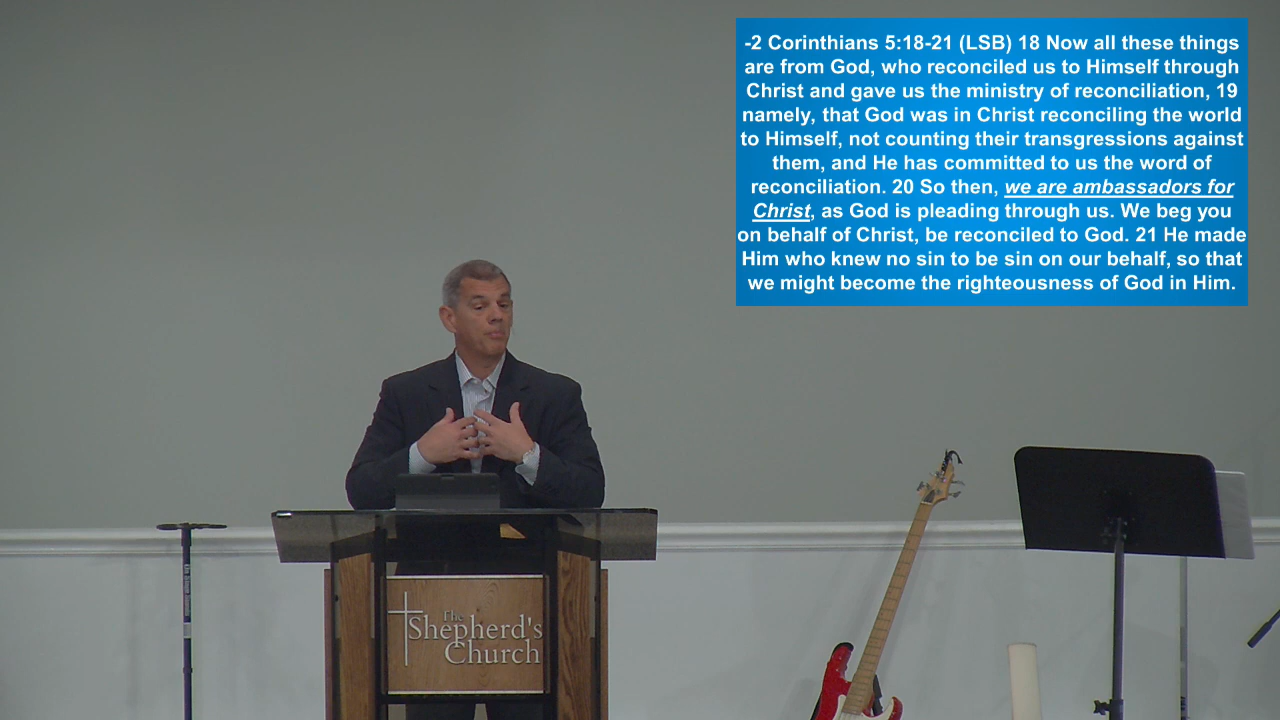 -2 Corinthians 5:18-21 (LSB) 18 Now all these things
are from God, who reconciled us to Himself through
Christ and gave us the ministry of reconciliation, 19
namely, that God was in Christ reconciling the world
to Himself, not counting their transgressions against
them, and He has committed to us the word of
reconciliation. 20 So then, we are ambassadors for
Christ, as God is pleading through us. We beg you
on behalf of Christ, be reconciled to God. 21 He made
Him who knew no sin to be sin on our behalf, so that
we might become the righteousness of God in Him.
The
Shepherd's
Church